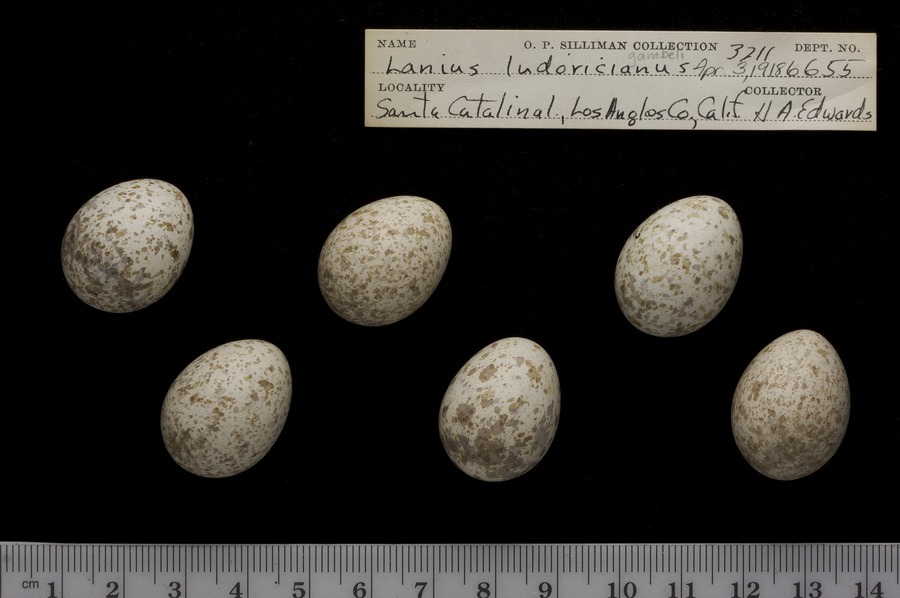 NAME O. P. SILLIMAN COLLECTION 3211 DEPT. NO.
gambeli
Lanius ludovicianus Apr. 3, 1918 6655
LOCALITY COLLECTOR
Santa Catalina I., Los Angles Co, Calif. H A. Edwards
cm 1 2 3 4 5 6 7 8 9 10 11 12 13 14